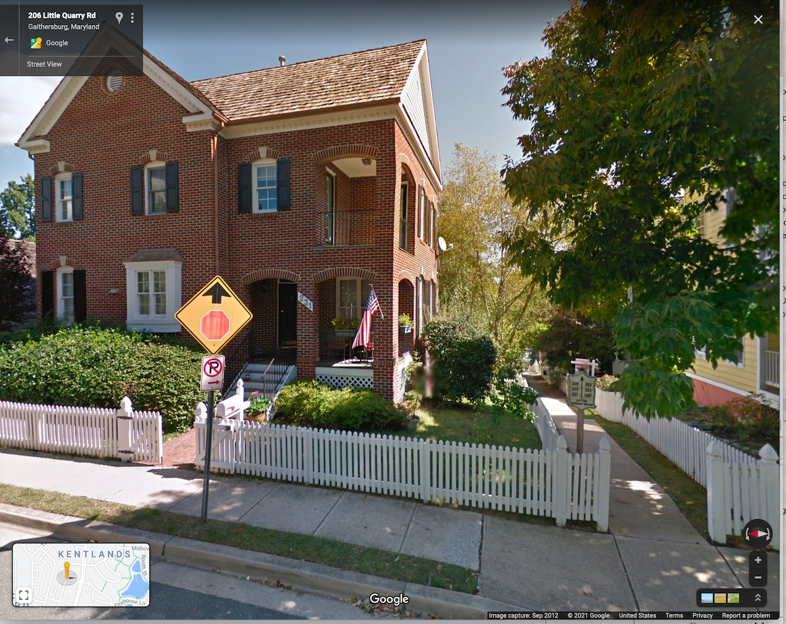 206 Little Quarry Rd
Gaithersburg, Maryland
Google
Street View
P
KENTLANDS
Google
Image capture: Sep 2012 © 2021 Google United States Terms Privacy Report a problem